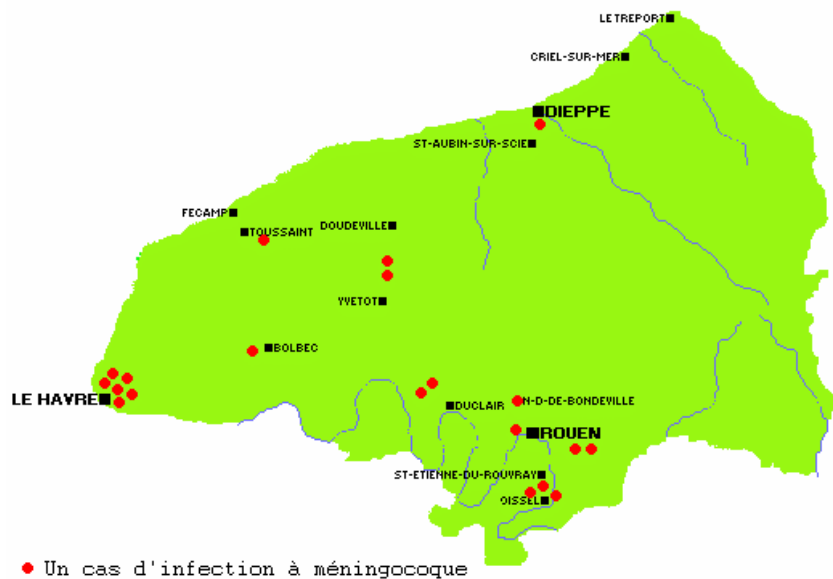 LE TREPORT
CRIEL-SUR-MER
DIEPPE
ST-AUBIN-SUR-SCIE
FECAMP
TOUSSAINT
DOUDEVILLE
YVETOT
BOLBEC
LE HAVRE
DUCLAIR
N-D-DE-BONDEVILLE
ROUEN
ST-ETIENNE-DU-ROUVRAY
OISSEL
Un cas d'infection à méningocoque